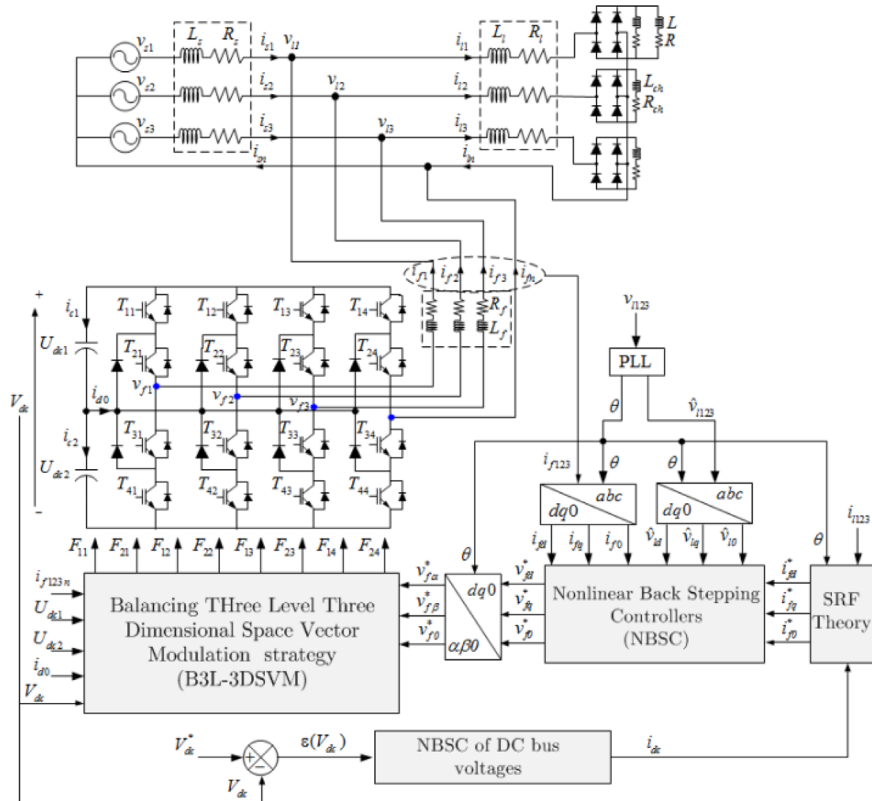 v_s1
L_s R_s i_s1 v_l1 i_l1 L_l R_l
L
R
v_s2 i_s2 v_l2 i_l2
L_ch
R_ch
v_s3 i_s3 v_l3 i_l3
i_sn i_ln
i_f1 i_f2 i_f3 i_fn
+
i_c1 T_11 T_12 T_13 T_14 R_f
L_f
v_l123
U_dc1 T_21 T_22 T_23 T_24
PLL
V_dc i_d0 v_f1 v_f2 v_f3
θ v̂_l123
i_c2 T_31 T_32 T_33 T_34
i_f123 θ θ
U_dc2 T_41 T_42 T_43 T_44
abc abc
dq0 dq0
−
F_11 F_21 F_12 F_22 F_13 F_23 F_14 F_24
θ i_fd i_fq i_f0 v̂_ld v̂_lq v̂_l0 θ i_l123
i_f123n
U_dc1
U_dc2
i_d0
V_dc
Balancing THree Level Three
Dimensional Space Vector
Modulation strategy
(B3L-3DSVM)
v*_fα
v*_fβ
v*_f0
dq0
αβ0
v*_fd
v*_fq
v*_f0
Nonlinear Back Stepping
Controllers
(NBSC)
i*_fd
i*_fq
i*_f0
SRF
Theory
V*_dc + − ε(V_dc)
NBSC of DC bus
voltages
i_dc
V_dc